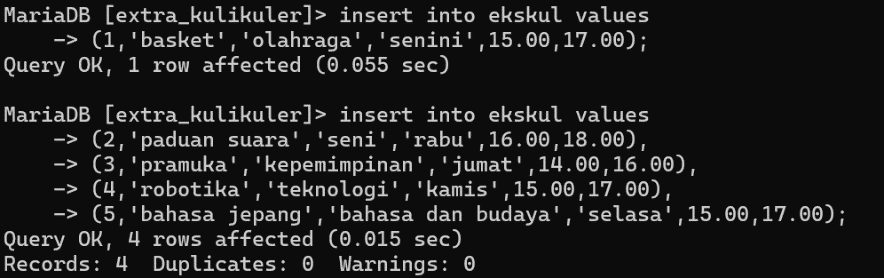 MariaDB [extra_kulikuler]> insert into ekskul values
    -> (1,'basket','olahraga','senini',15.00,17.00);
Query OK, 1 row affected (0.055 sec)

MariaDB [extra_kulikuler]> insert into ekskul values
    -> (2,'paduan suara','seni','rabu',16.00,18.00),
    -> (3,'pramuka','kepemimpinan','jumat',14.00,16.00),
    -> (4,'robotika','teknologi','kamis',15.00,17.00),
    -> (5,'bahasa jepang','bahasa dan budaya','selasa',15.00,17.00);
Query OK, 4 rows affected (0.015 sec)
Records: 4  Duplicates: 0  Warnings: 0